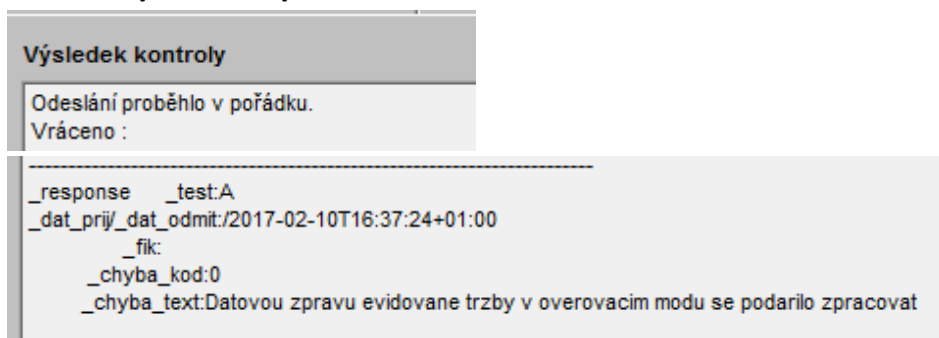 Výsledek kontroly
Odeslání proběhlo v pořádku.
Vráceno :
--------------------------------------------------------------------------------
_response _test:A
_dat_prij/_dat_odmit:/2017-02-10T16:37:24+01:00
_fik:
_chyba_kod:0
_chyba_text:Datovou zpravu evidovane trzby v overovacim modu se podarilo zpracovat